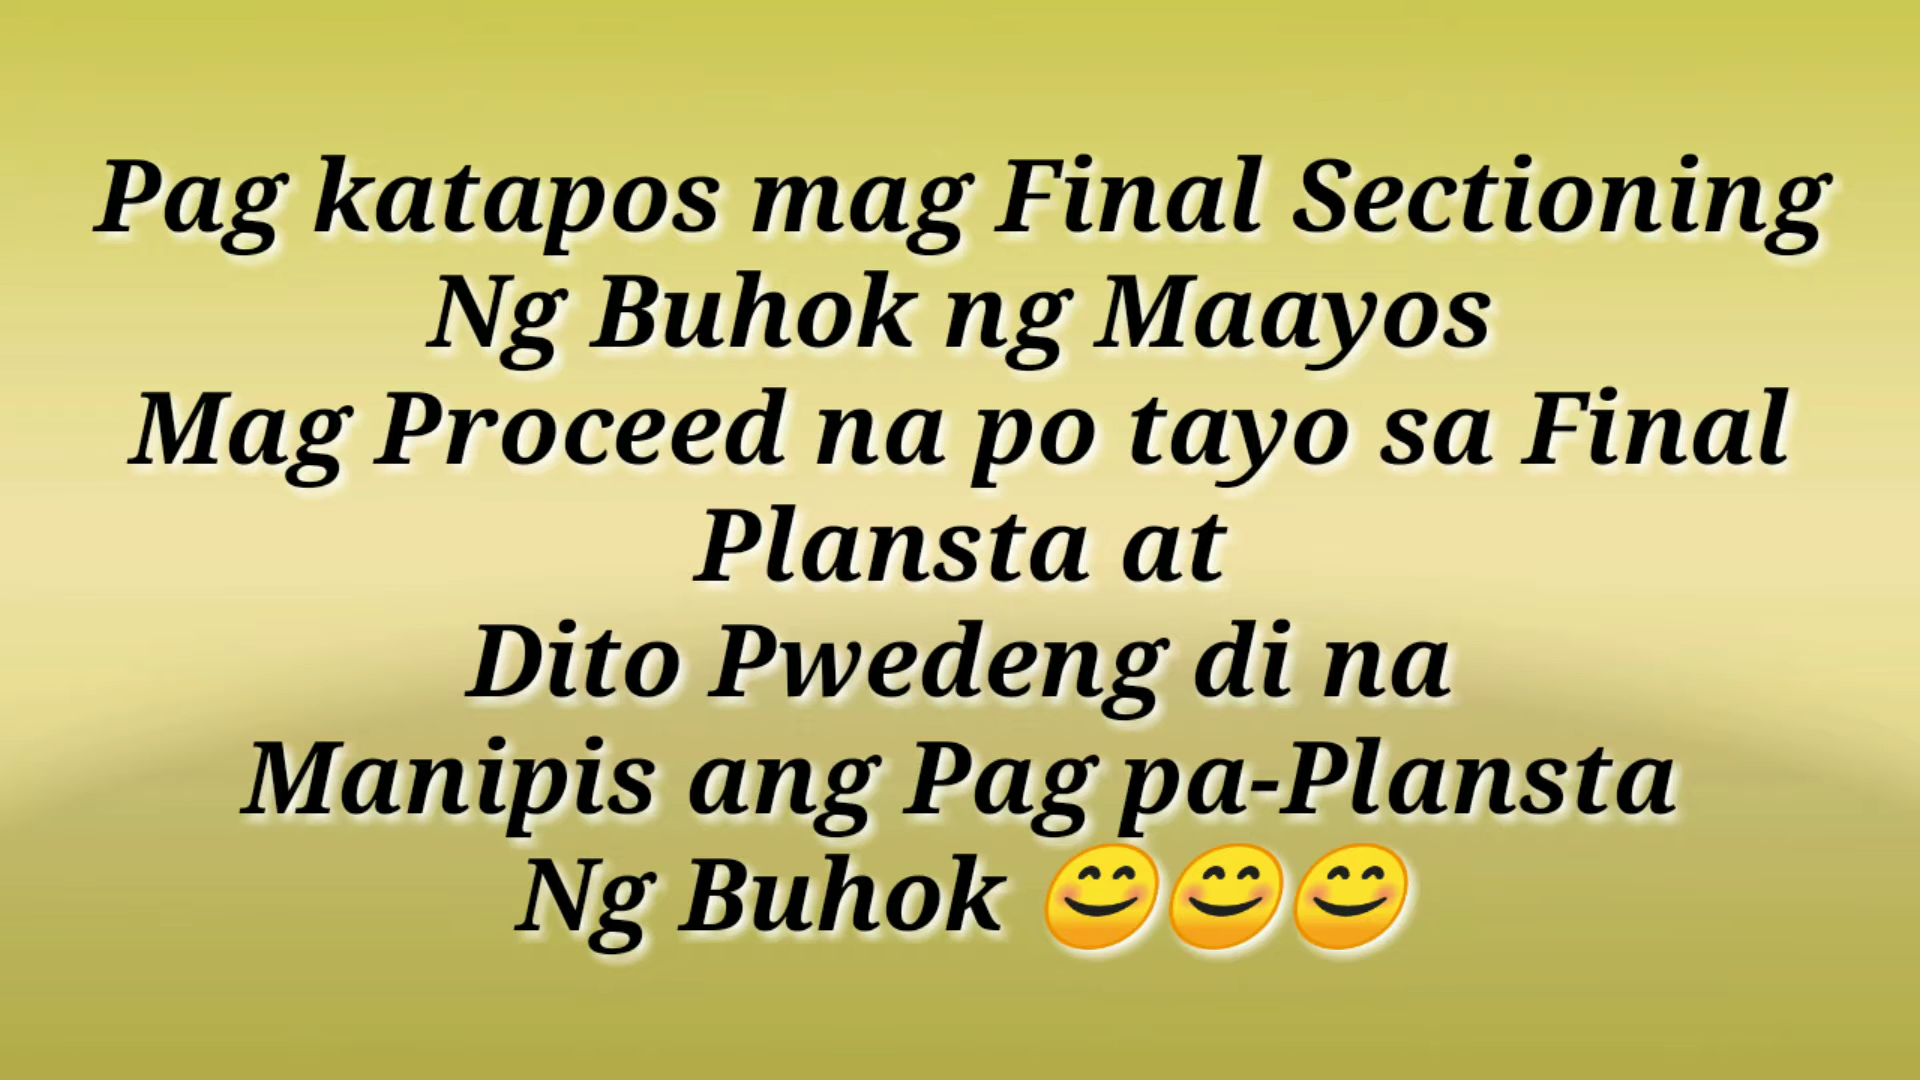 Pag katapos mag Final Sectioning
Ng Buhok ng Maayos
Mag Proceed na po tayo sa Final
Plansta at
Dito Pwedeng di na
Manipis ang Pag pa-Plansta
Ng Buhok 😊😊😊